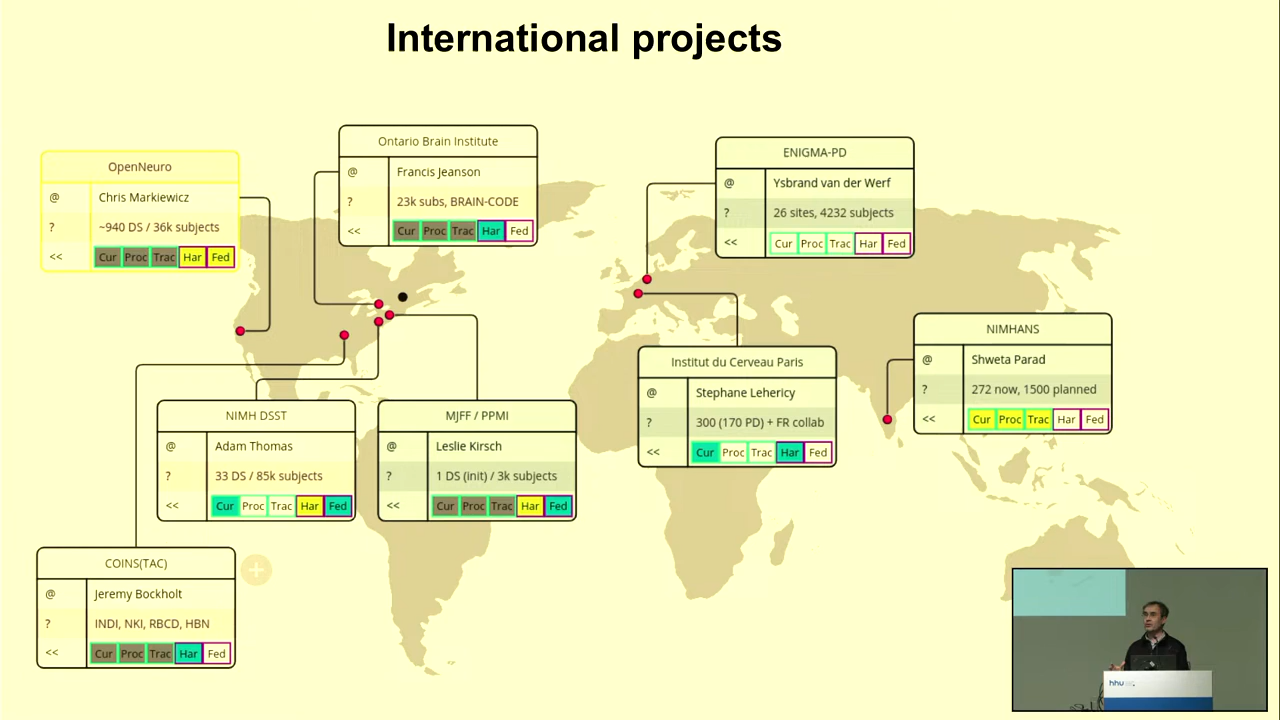 International projects
OpenNeuro
@ Chris Markiewicz
? ~940 DS / 36k subjects
<< Cur Proc Trac Har Fed
Ontario Brain Institute
@ Francis Jeanson
? 23k subs, BRAIN-CODE
<< Cur Proc Trac Har Fed
ENIGMA-PD
@ Ysbrand van der Werf
? 26 sites, 4232 subjects
<< Cur Proc Trac Har Fed
NIMHANS
@ Shweta Parad
? 272 now, 1500 planned
<< Cur Proc Trac Har Fed
Institut du Cerveau Paris
@ Stephane Lehericy
? 300 (170 PD) + FR collab
<< Cur Proc Trac Har Fed
NIMH DSST
@ Adam Thomas
? 33 DS / 85k subjects
<< Cur Proc Trac Har Fed
MJFF / PPMI
@ Leslie Kirsch
? 1 DS (init) / 3k subjects
<< Cur Proc Trac Har Fed
COINS(TAC)
@ Jeremy Bockholt
? INDI, NKI, RBCD, HBN
<< Cur Proc Trac Har Fed
hhu